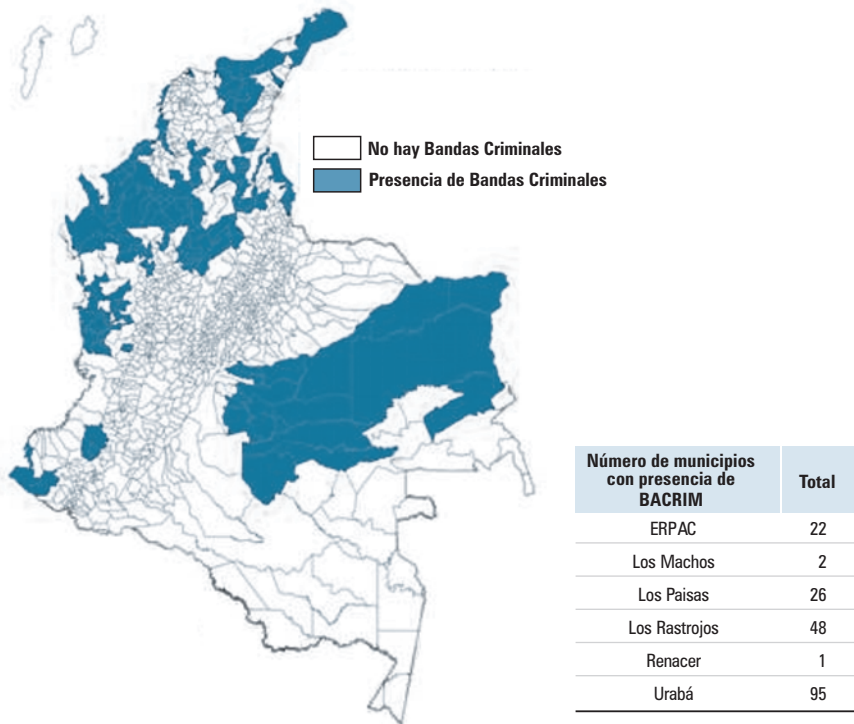 No hay Bandas Criminales
Presencia de Bandas Criminales
Número de municipios
con presencia de
BACRIM
Total
ERPAC 22
Los Machos 2
Los Paisas 26
Los Rastrojos 48
Renacer 1
Urabá 95